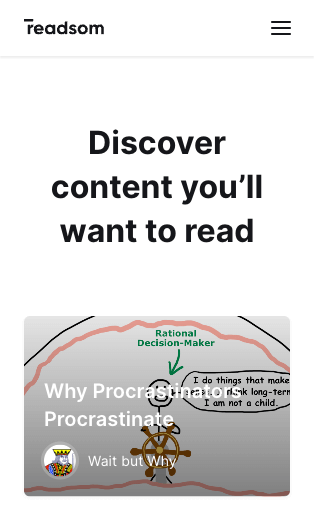 readsom
Discover
content you’ll
want to read
Rational
Decision-Maker
I do things that make
think long-term
I am not a child.
Why Procrastinators
Procrastinate
Wait but Why